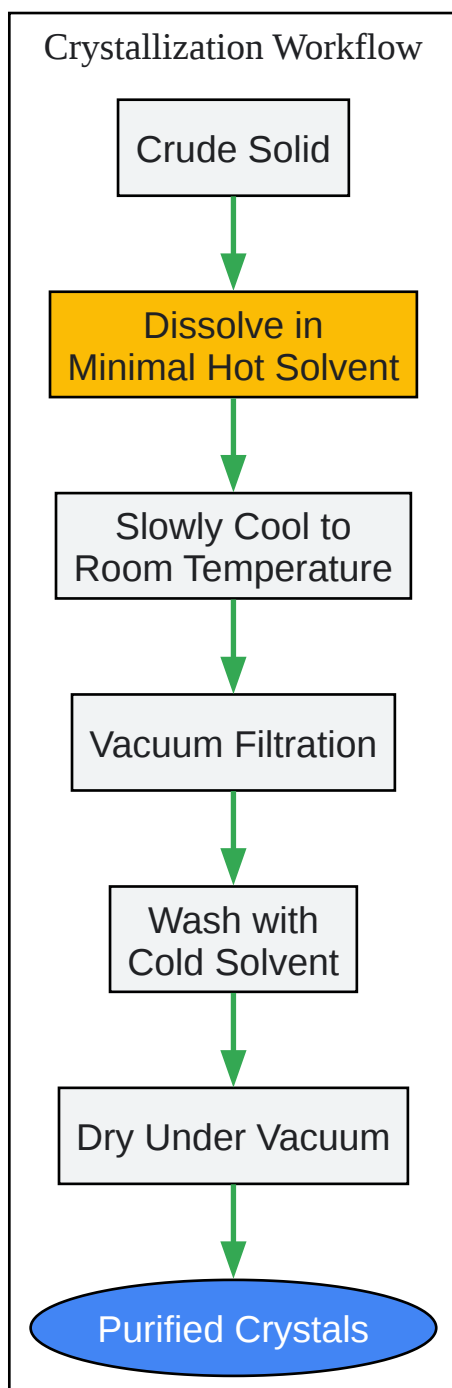 Crystallization Workflow
Crude Solid
Dissolve in
Minimal Hot Solvent
Slowly Cool to
Room Temperature
Vacuum Filtration
Wash with
Cold Solvent
Dry Under Vacuum
Purified Crystals